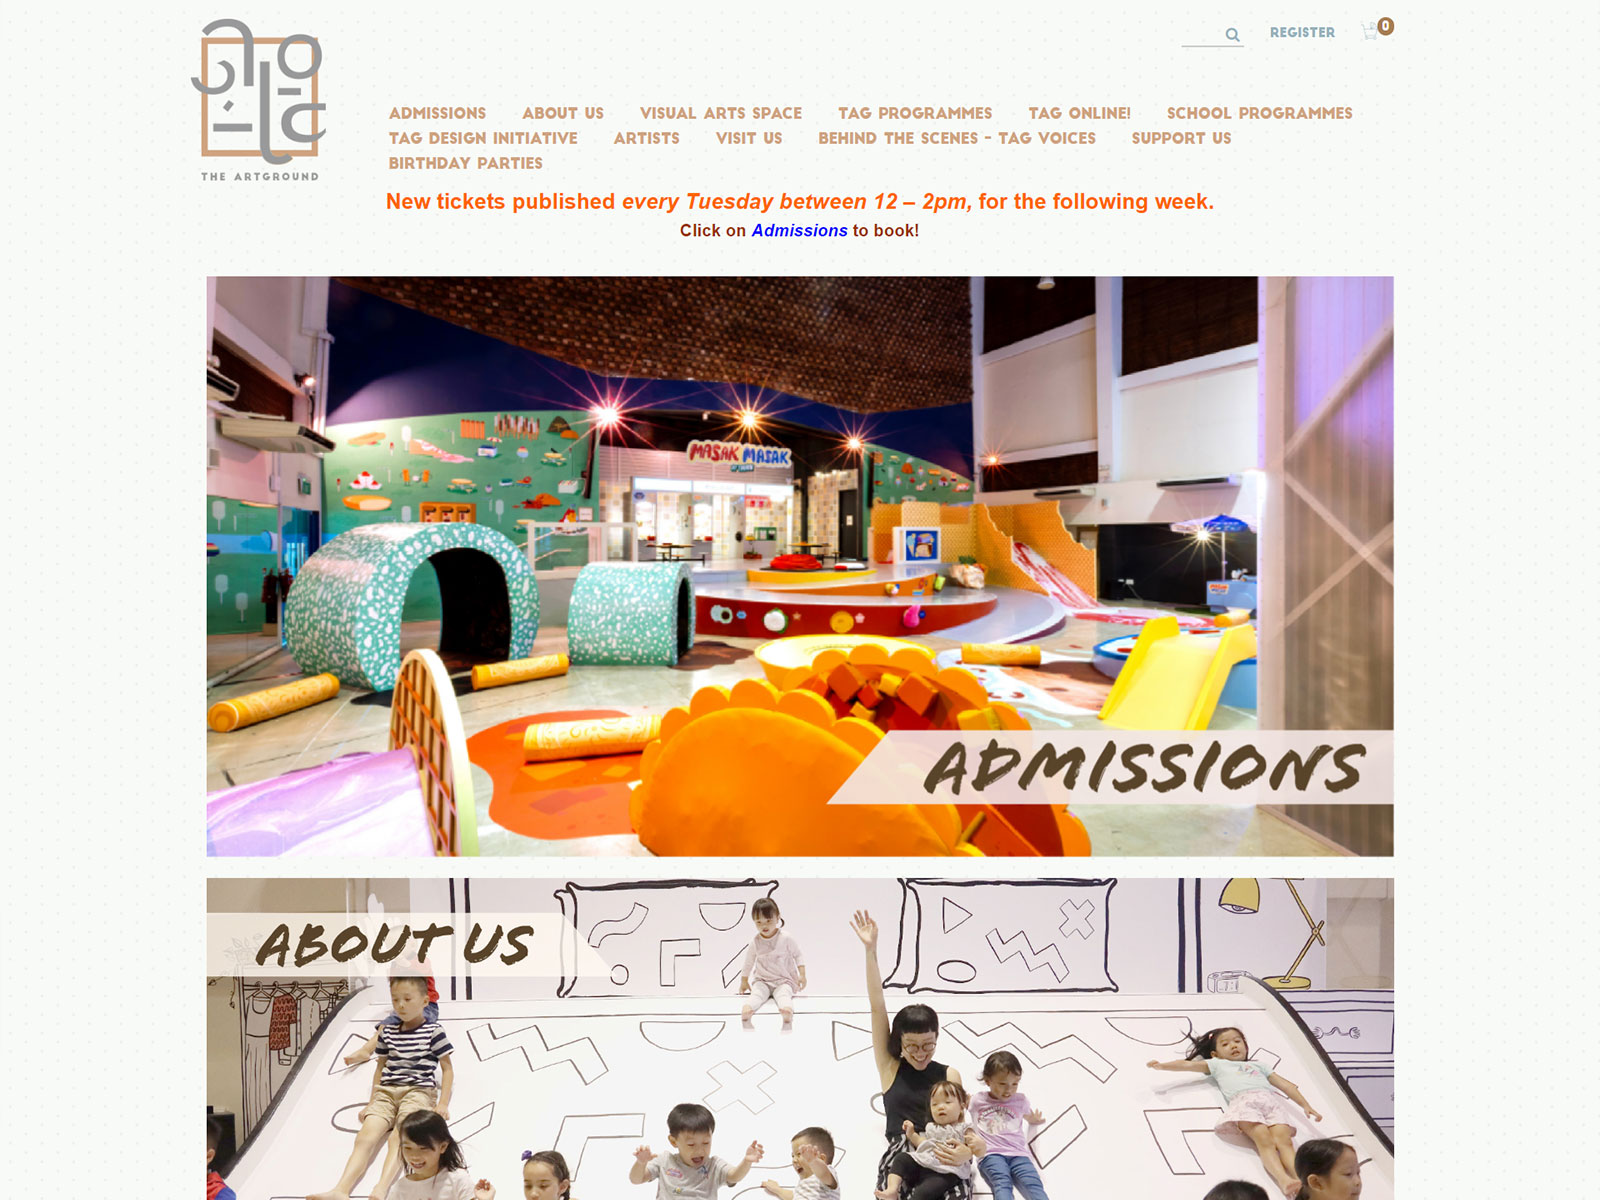 THE ARTGROUND
REGISTER
0
ADMISSIONS ABOUT US VISUAL ARTS SPACE TAG PROGRAMMES TAG ONLINE! SCHOOL PROGRAMMES
TAG DESIGN INITIATIVE ARTISTS VISIT US BEHIND THE SCENES - TAG VOICES SUPPORT US
BIRTHDAY PARTIES
New tickets published every Tuesday between 12 – 2pm, for the following week.
Click on Admissions to book!
MASAK MASAK
ADMISSIONS
ABOUT US